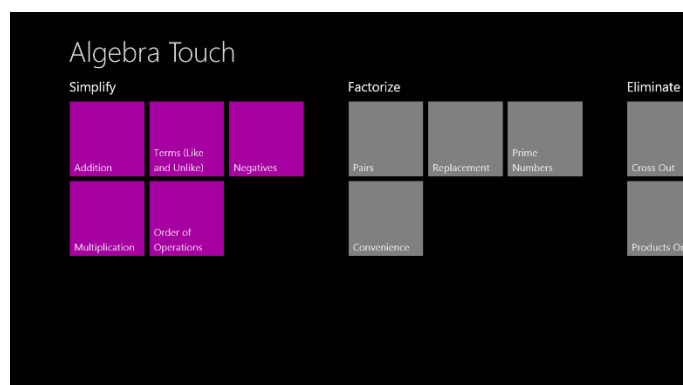 Algebra Touch
Simplify
Addition
Terms (Like
and Unlike)
Negatives
Multiplication
Order of
Operations
Factorize
Pairs
Replacement
Prime
Numbers
Convenience
Eliminate
Cross Out
Products